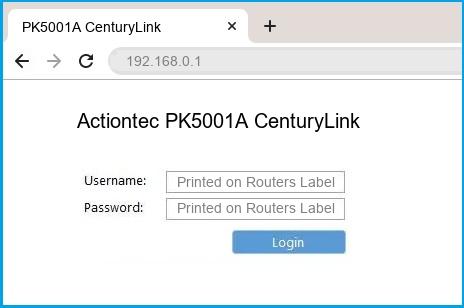 PK5001A CenturyLink
192.168.0.1
Actiontec PK5001A CenturyLink
Username: Printed on Routers Label
Password: Printed on Routers Label
Login